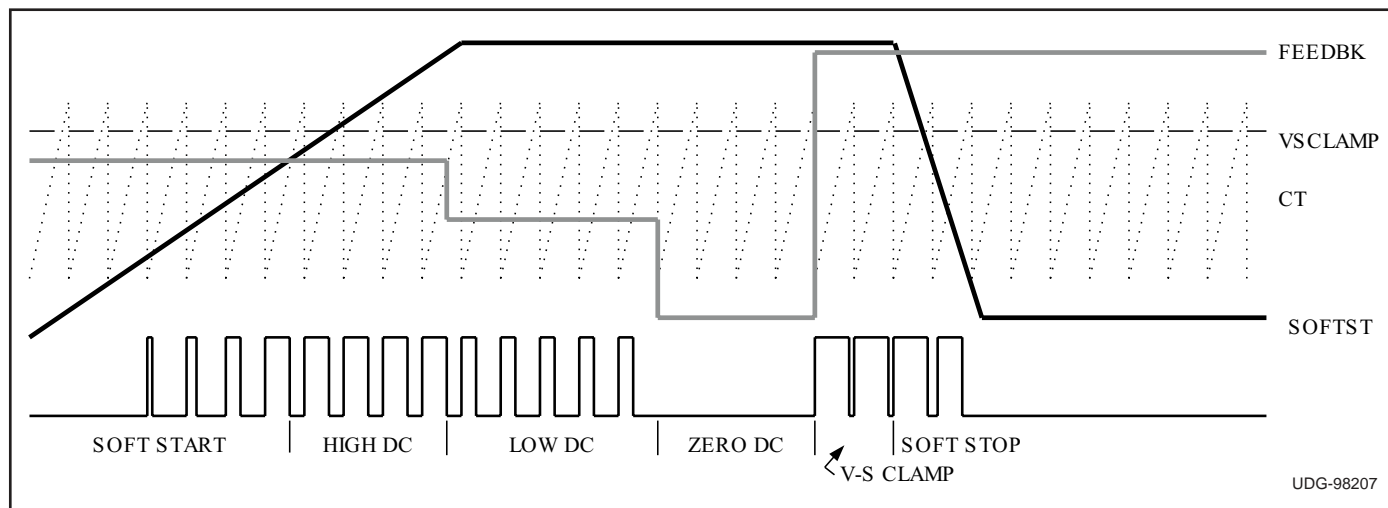 FEEDBK
VSCLAMP
CT
SOFTST
SOFT START
HIGH DC
LOW DC
ZERO DC
SOFT STOP
V-S CLAMP
UDG-98207